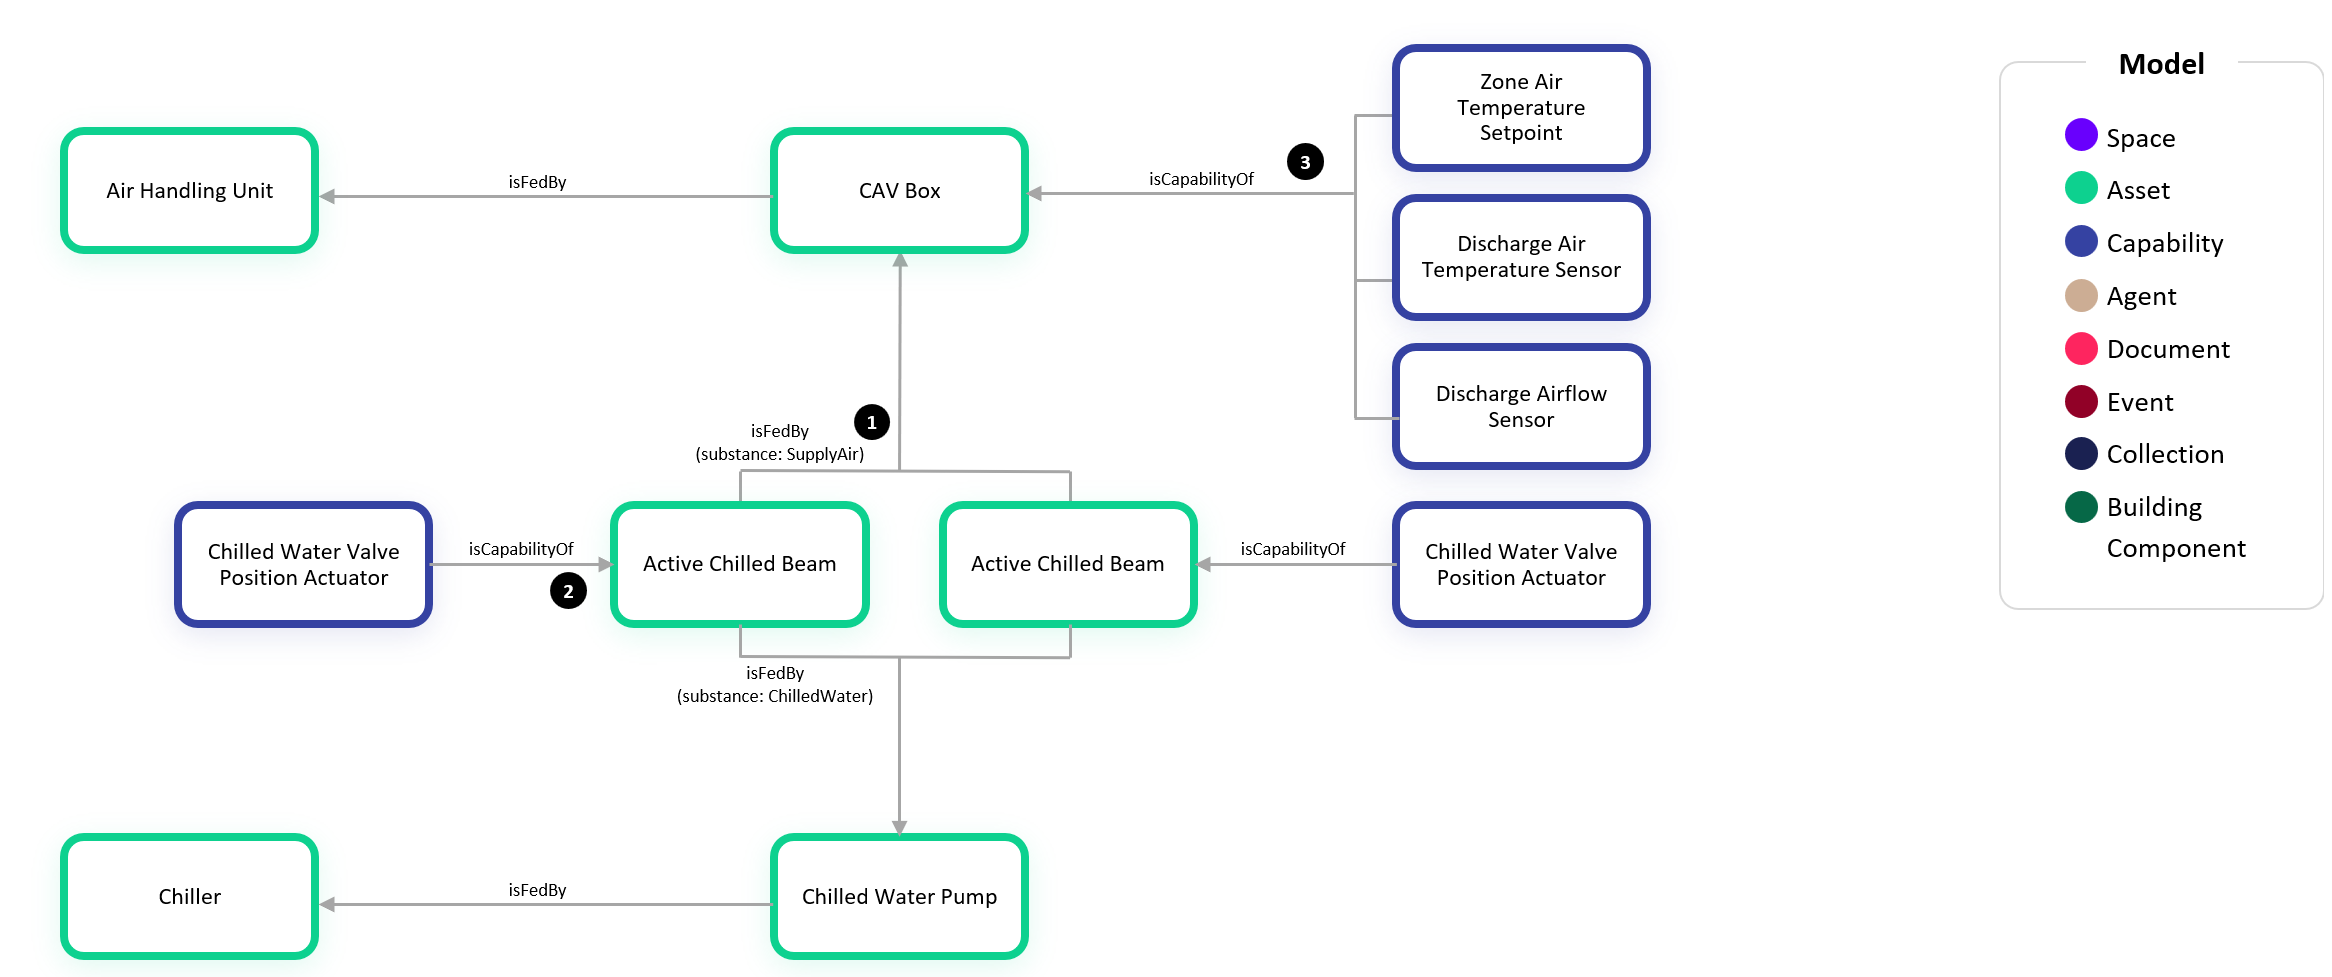 Zone Air
Temperature
Setpoint
Model
Space
Air Handling Unit
isFedBy
CAV Box
isCapabilityOf
3
Asset
Discharge Air
Temperature Sensor
Capability
Agent
Document
Discharge Airflow
Sensor
Event
1
isFedBy
(substance: SupplyAir)
Collection
Building
Component
Chilled Water Valve
Position Actuator
isCapabilityOf
2
Active Chilled Beam
Active Chilled Beam
isCapabilityOf
Chilled Water Valve
Position Actuator
isFedBy
(substance: ChilledWater)
Chiller
isFedBy
Chilled Water Pump